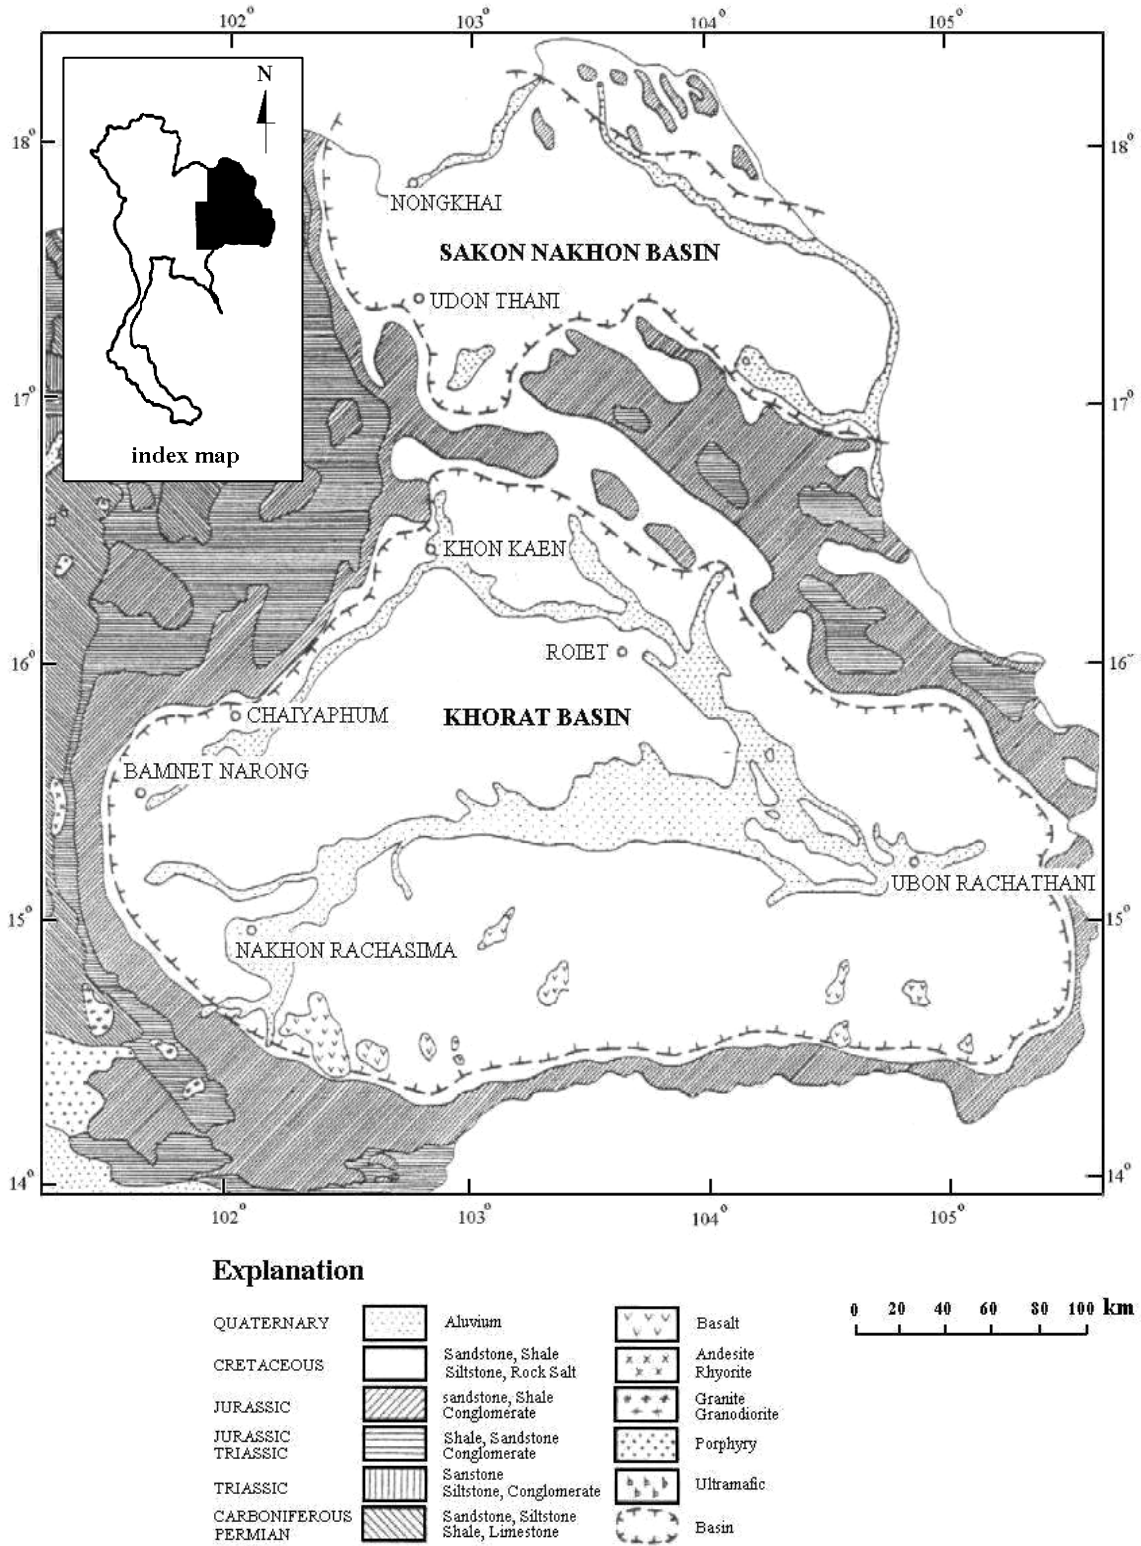 102° 103° 104° 105°
N
18° 18°
NONGKHAI
SAKON NAKHON BASIN
UDON THANI
17° 17°
index map
KHON KAEN
ROIET
16° 16°
CHAIYAPHUM
KHORAT BASIN
BAMNET NARONG
UBON RACHATHANI
15° 15°
NAKHON RACHASIMA
14° 14°
102° 103° 104° 105°
Explanation
QUATERNARY Aluvium
CRETACEOUS Sandstone, Shale
Siltstone, Rock Salt
JURASSIC sandstone, Shale
Conglomerate
JURASSIC
TRIASSIC Shale, Sandstone
Conglomerate
TRIASSIC Sanstone
Siltstone, Conglomerate
CARBONIFEROUS
PERMIAN Sandstone, Siltstone
Shale, Limestone
Basalt
Andesite
Rhyorite
Granite
Granodiorite
Porphyry
Ultramafic
Basin
0 20 40 60 80 100 km